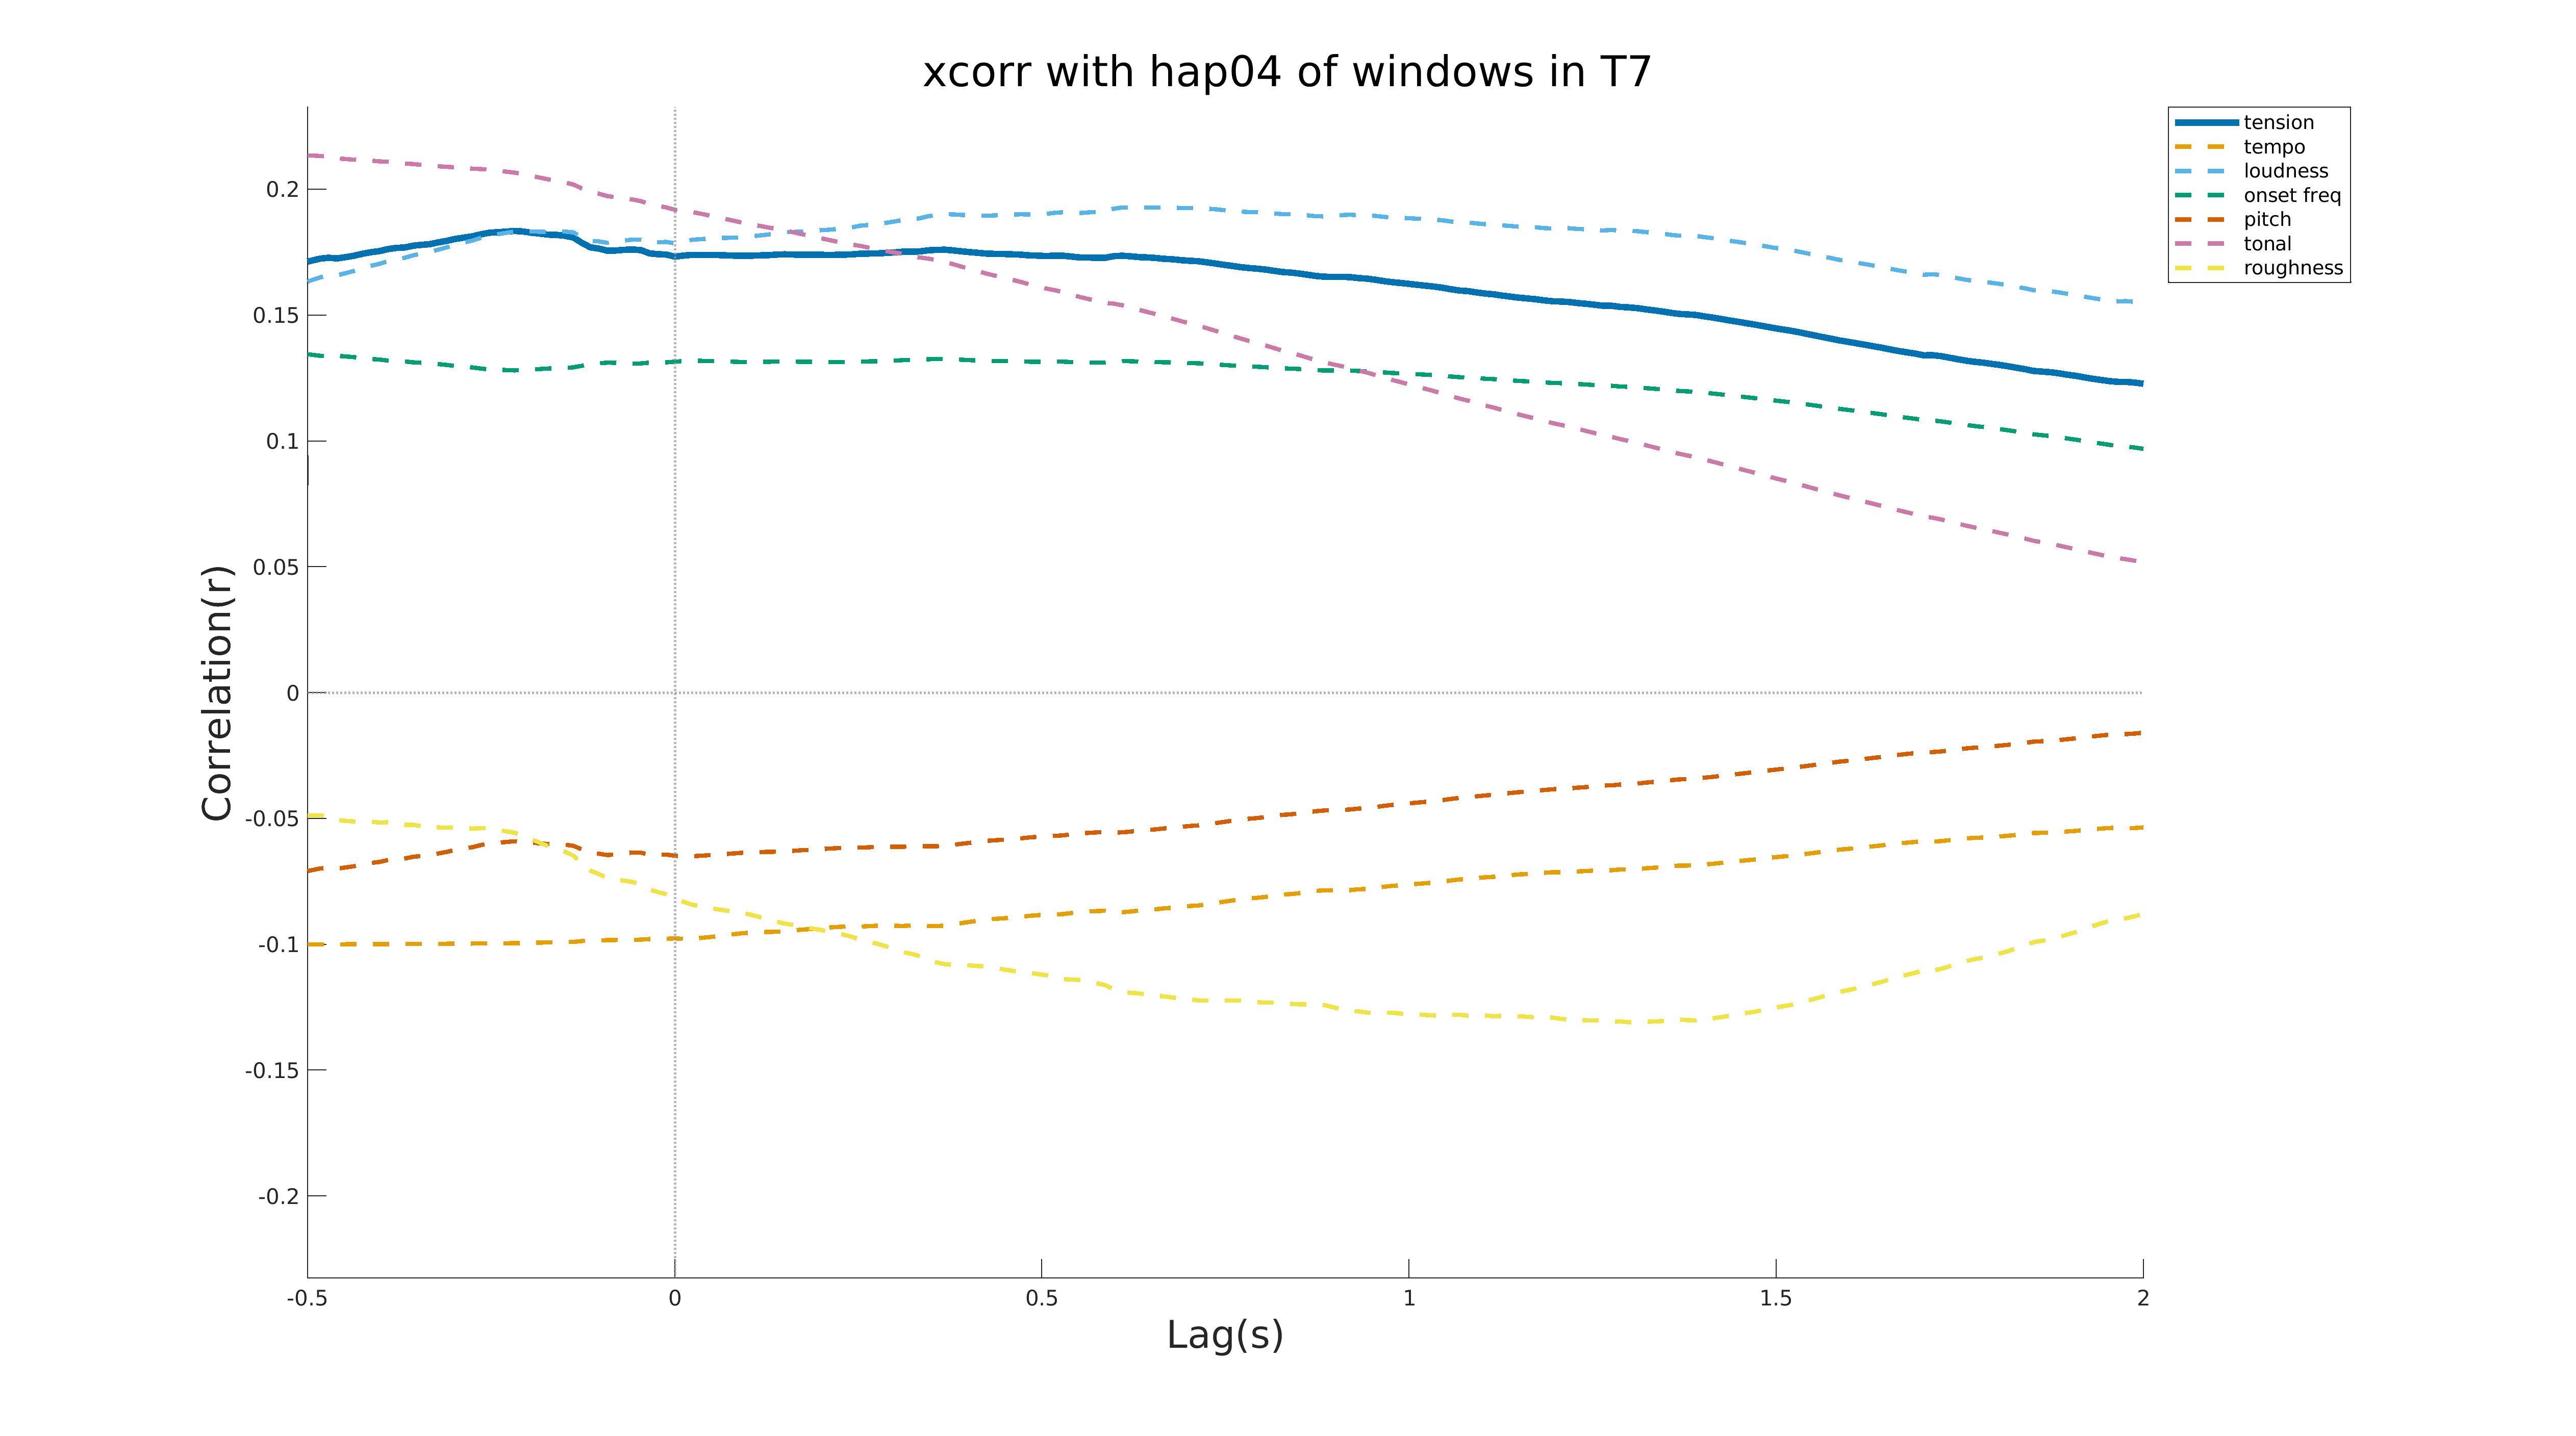 xcorr with hap04 of windows in T7
tension
tempo
loudness
onset freq
pitch
tonal
roughness
Correlation(r)
0.2
0.15
0.1
0.05
0
-0.05
-0.1
-0.15
-0.2
-0.5
0
0.5
1
1.5
2
Lag(s)